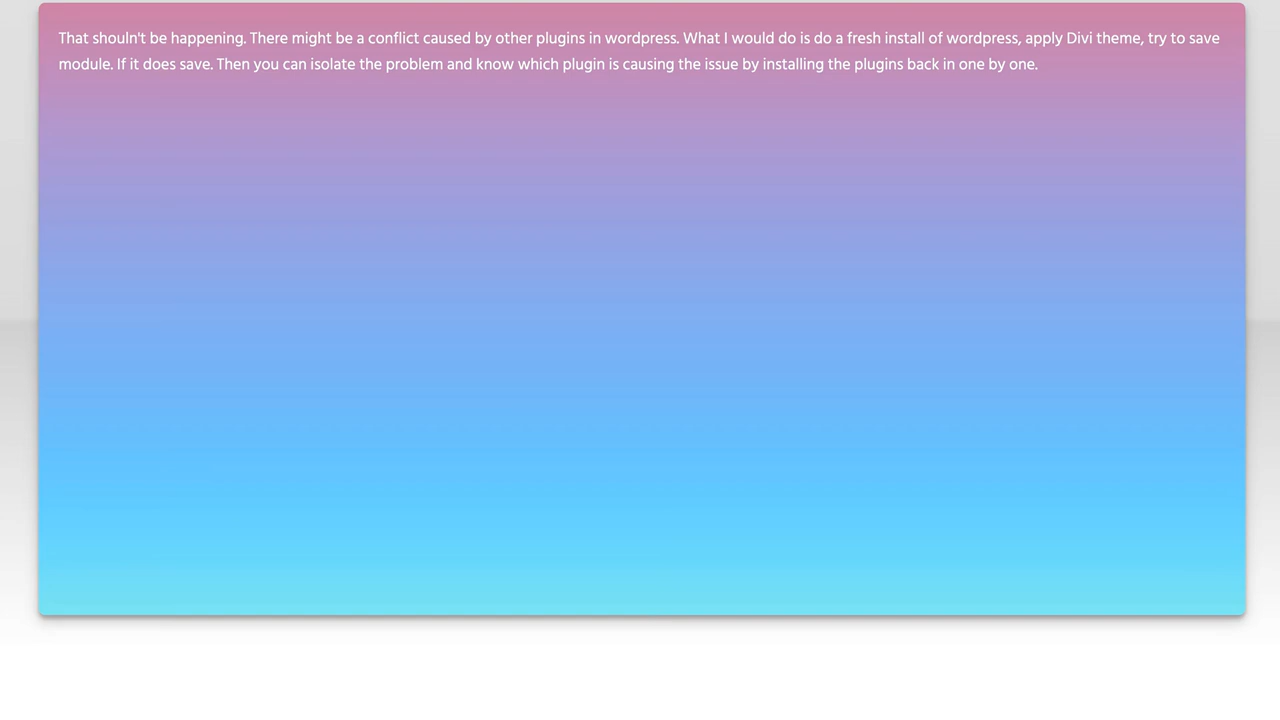 That shouln't be happening. There might be a conflict caused by other plugins in wordpress. What I would do is do a fresh install of wordpress, apply Divi theme, try to save
module. If it does save. Then you can isolate the problem and know which plugin is causing the issue by installing the plugins back in one by one.